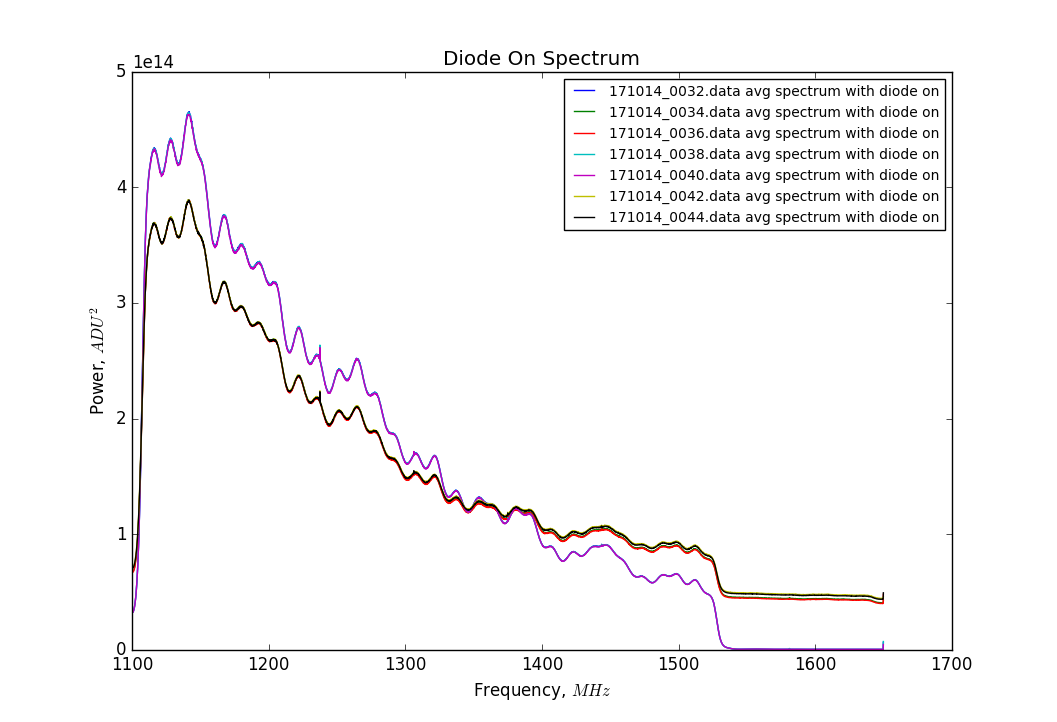 Diode On Spectrum
1e14
171014_0032.data avg spectrum with diode on
171014_0034.data avg spectrum with diode on
171014_0036.data avg spectrum with diode on
171014_0038.data avg spectrum with diode on
171014_0040.data avg spectrum with diode on
171014_0042.data avg spectrum with diode on
171014_0044.data avg spectrum with diode on
5
4
3
2
1
0
Power, ADU²
1100 1200 1300 1400 1500 1600 1700
Frequency, MHz